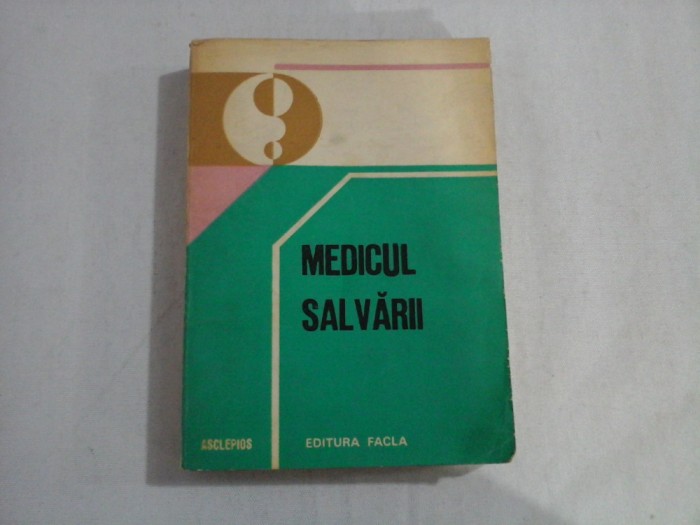 MEDICUL
SALVĂRII
ASCLEPIOS
EDITURA FACLA